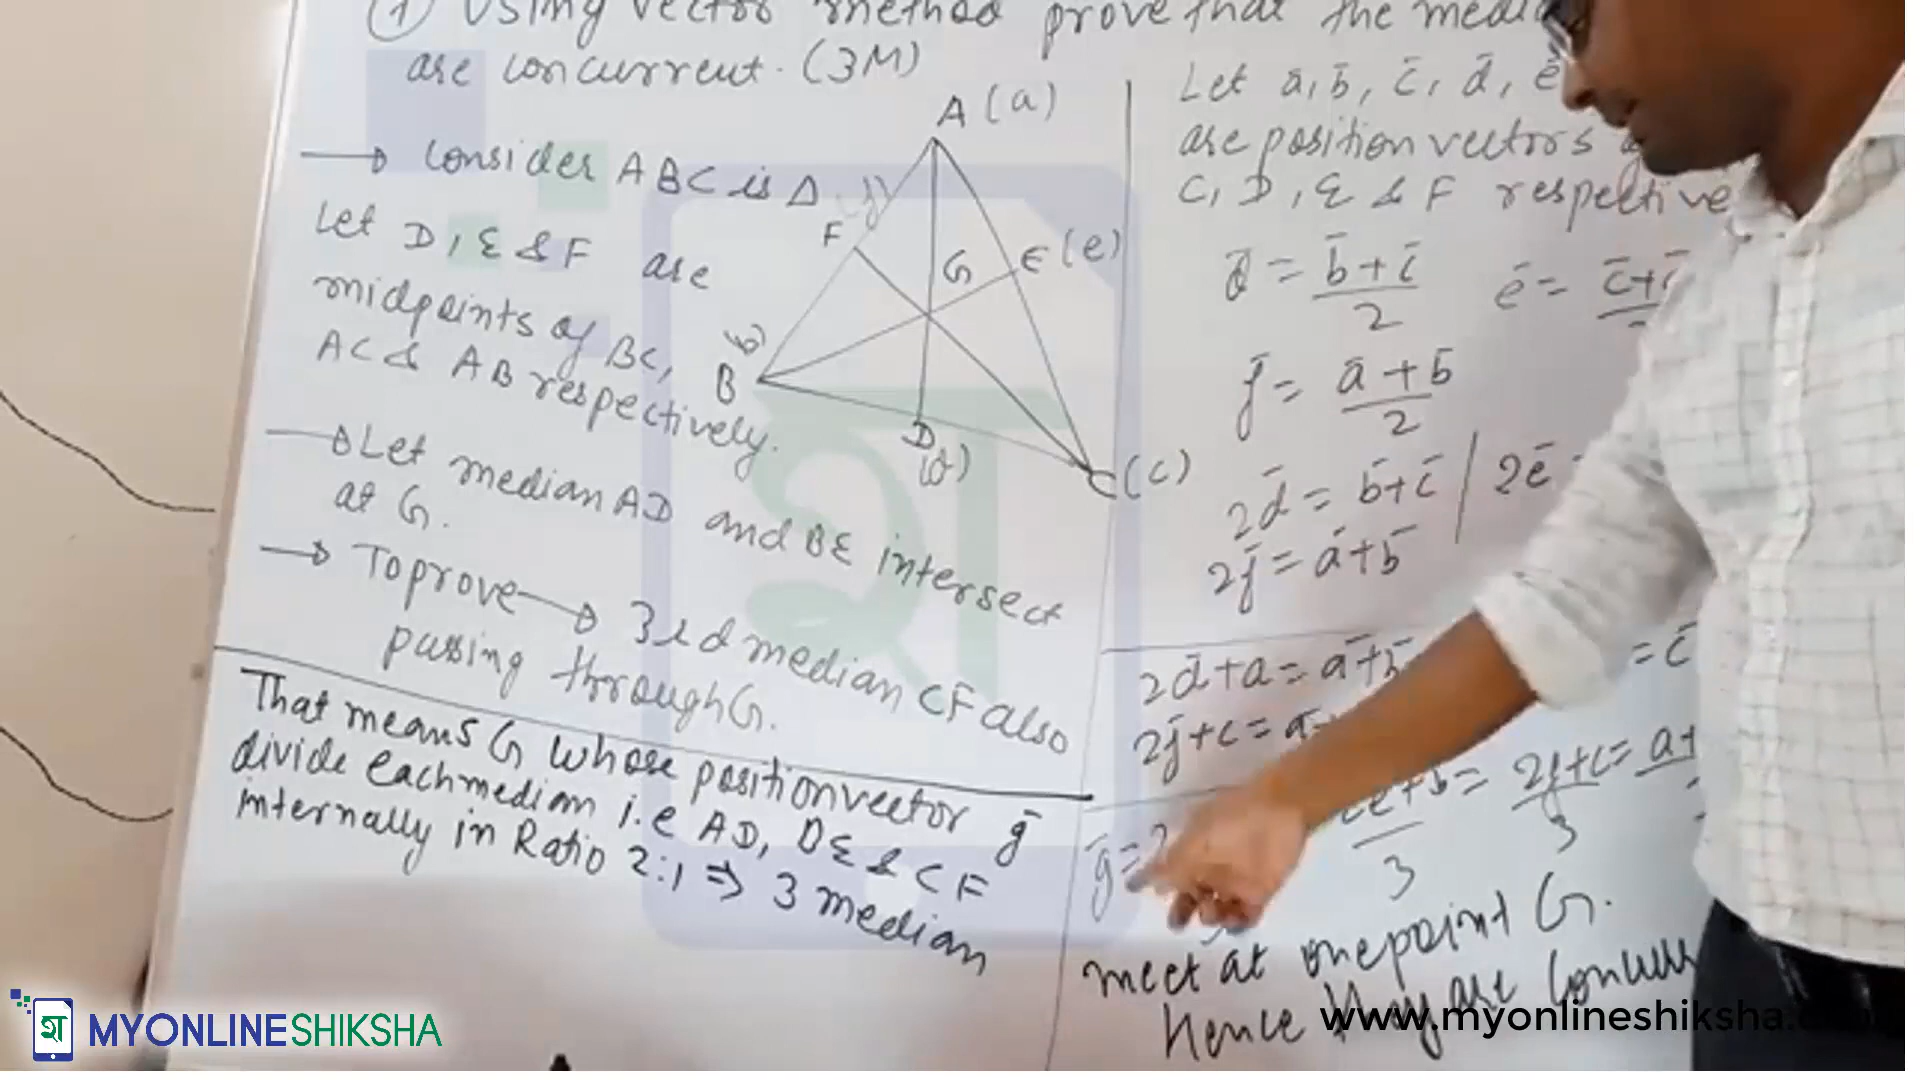 (1) Using vector method prove that the
are concurrent. (3M)
→ Consider ABC is Δ
Let D, E & F are
midpoints of BC,
AC & AB respectively.
→ Let median AD and BE intersect
at G.
→ To prove → 3rd median CF also
passing through G.
That means G whose position vector ḡ
divide each median i.e AD, BE & CF
internally in Ratio 2:1 ⇒ 3 median
A (a)
F (f)
G
E (e)
B (b)
D (d)
C (c)
Let ā, b̄, c̄, d̄, ē
are position vectors
C, D, E & F
d̄ = b̄ + c̄ / 2 ē =
f̄ = ā + b̄ / 2
2d̄ = b̄ + c̄ | 2ē
2f̄ = ā + b̄
2d̄ + a = ā + b̄ = c̄
2f̄ + c =
ḡ = = 2f + c = a +
3 3
meet at one point G.
Hence they are
MYONLINESHIKSHA
www.myonlineshiksha